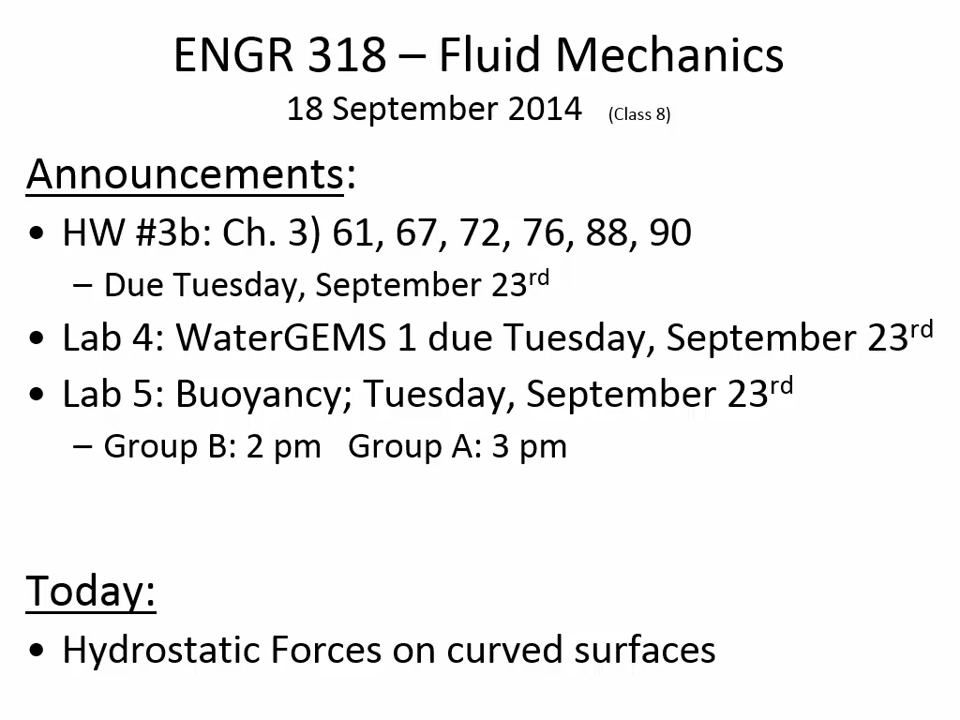 ENGR 318 – Fluid Mechanics
18 September 2014 (Class 8)
Announcements:
• HW #3b: Ch. 3) 61, 67, 72, 76, 88, 90
– Due Tuesday, September 23rd
• Lab 4: WaterGEMS 1 due Tuesday, September 23rd
• Lab 5: Buoyancy; Tuesday, September 23rd
– Group B: 2 pm Group A: 3 pm
Today:
• Hydrostatic Forces on curved surfaces